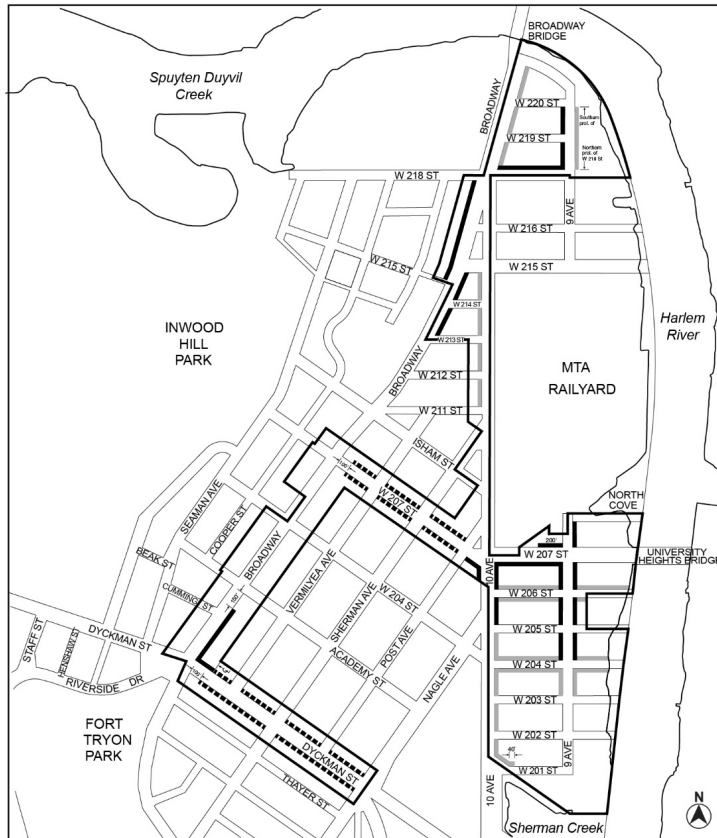 BROADWAY
BRIDGE
Spuyten Duyvil
Creek
BROADWAY
W 220 ST
Southern
prol. of
W 219 ST
Northern
prol. of
W 218 ST
W 218 ST
9 AVE
W 216 ST
W 215 ST
W 215 ST
W 214 ST
Harlem
River
INWOOD
HILL
PARK
W 213 ST
BROADWAY
MTA
RAILYARD
W 212 ST
W 211 ST
ISHAM ST
100'
W 207 ST
SEAMAN AVE
COOPER ST
NORTH
COVE
200'
W 207 ST
UNIVERSITY
HEIGHTS BRIDGE
BROADWAY
10 AVE
BEAK ST
VERMILYEA AVE
W 204 ST
W 206 ST
CUMMING ST
150'
SHERMAN AVE
STAFF ST
HENSHAW ST
DYCKMAN ST
POST AVE
W 205 ST
ACADEMY ST
NAGLE AVE
W 204 ST
RIVERSIDE DR
W 203 ST
FORT
TRYON
PARK
DYCKMAN ST
W 202 ST
40'
9 AVE
W 201 ST
THAYER ST
10 AVE
N
Sherman Creek